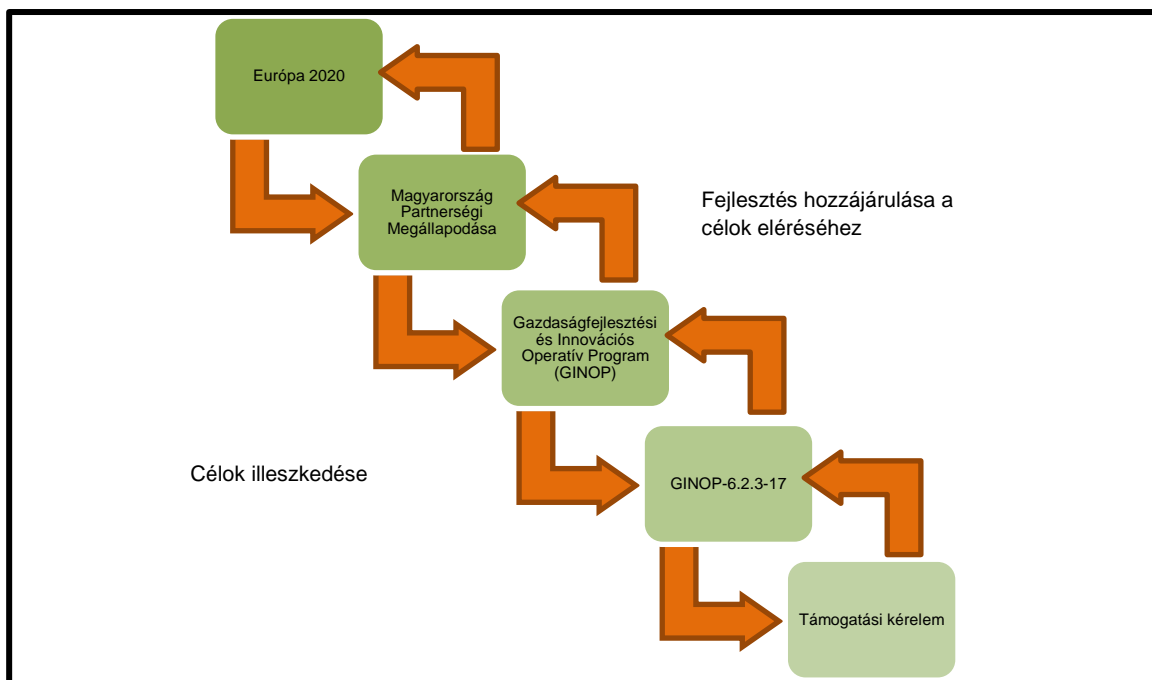 Európa 2020
Magyarország
Partnerségi
Megállapodása
Fejlesztés hozzájárulása a
célok eléréséhez
Gazdaságfejlesztési
és Innovációs
Operatív Program
(GINOP)
Célok illeszkedése
GINOP-6.2.3-17
Támogatási kérelem